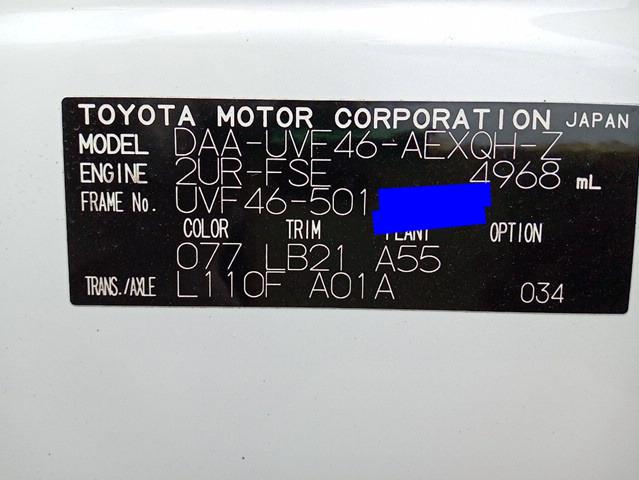 TOYOTA MOTOR CORPORATION JAPAN
MODEL DAA-UVF46-AEXQH-Z
ENGINE 2UR-FSE 4968 mL
FRAME No. UVF46-501
COLOR TRIM PLANT OPTION
077 LB21 A55
TRANS./AXLE L110F A01A 034